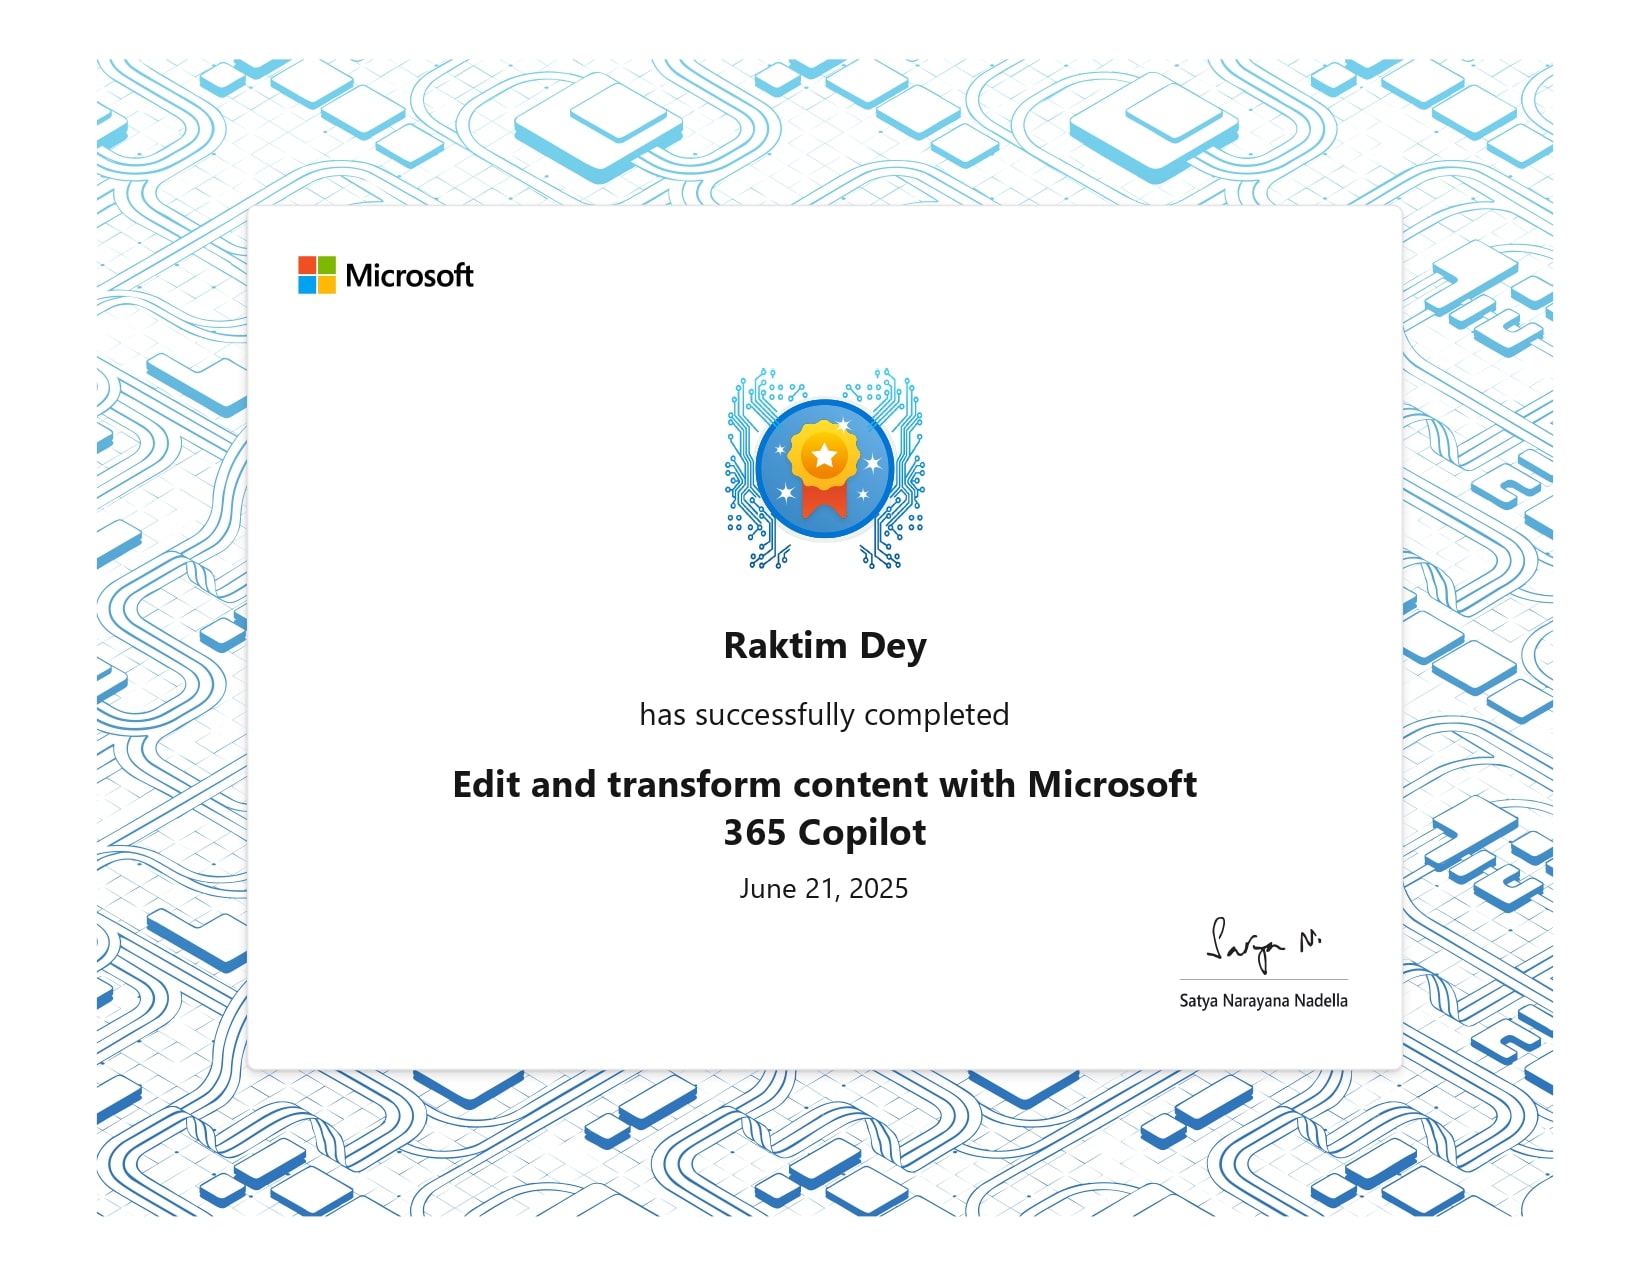 Microsoft
Raktim Dey
has successfully completed
Edit and transform content with Microsoft
365 Copilot
June 21, 2025
Satya N.
Satya Narayana Nadella